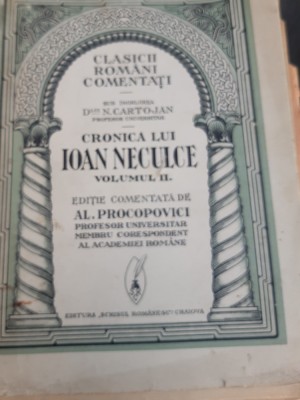 CLASICII
ROMÂNI
COMENTAȚI
SUB ÎNGRIJIREA
D-LUI N. CARTOJAN
PROFESOR UNIVERSITAR
CRONICA LUI
IOAN NECULCE
VOLUMUL II.
EDIȚIE COMENTATĂ DE
AL. PROCOPOVICI
PROFESOR UNIVERSITAR
MEMBRU CORESPONDENT
AL ACADEMIEI ROMÂNE
EDITURA „SCRISUL ROMÂNESC” CRAIOVA